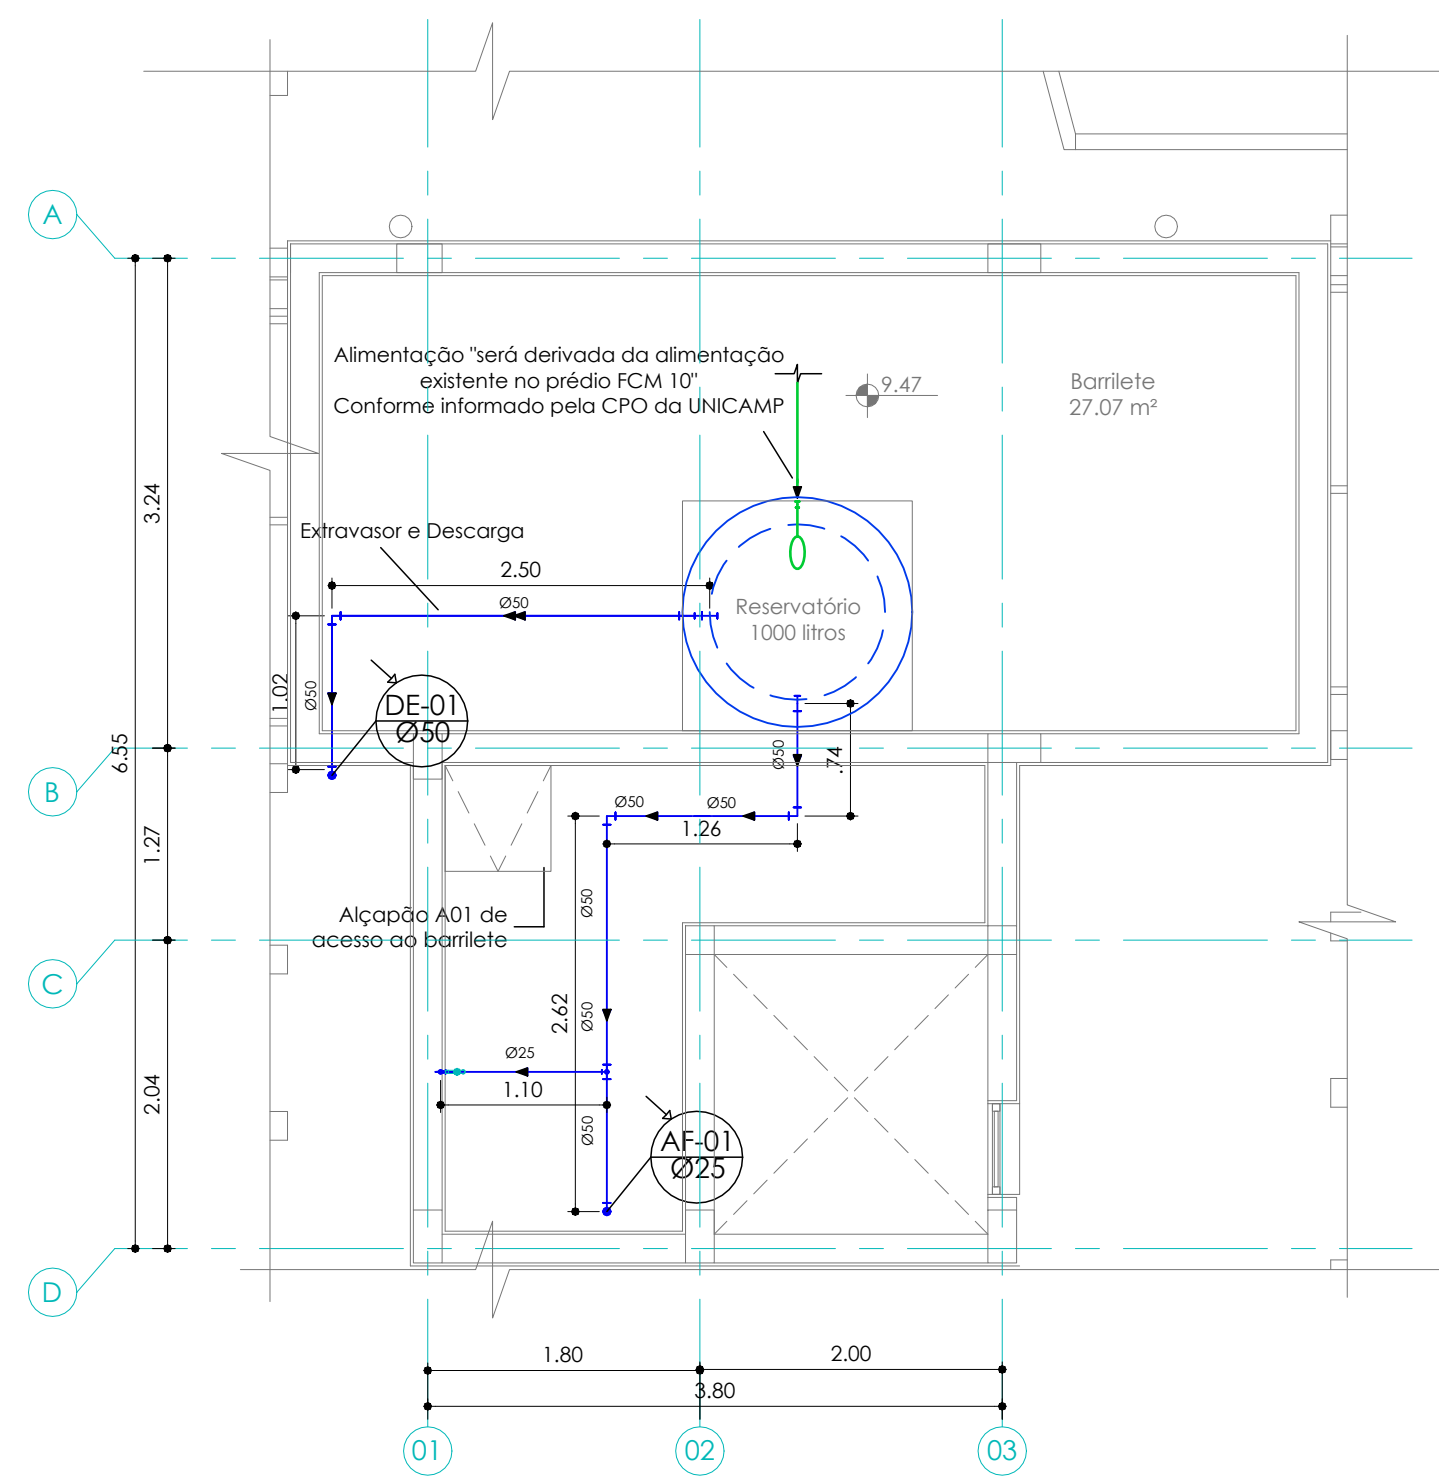 A
Alimentação "será derivada da alimentação
existente no prédio FCM 10"
Conforme informado pela CPO da UNICAMP
9.47
Barrilete
27.07 m²
3.24
Extravasor e Descarga
2.50
Ø50
Reservatório
1000 litros
1.02
Ø50
DE-01
Ø50
6.55
B
Ø50
.74
Ø50
Ø50
1.26
1.27
Ø50
Alçapão A01 de
acesso ao barrilete
C
2.62
Ø50
Ø25
1.10
2.04
Ø50
AF-01
Ø25
D
1.80
2.00
3.80
01
02
03